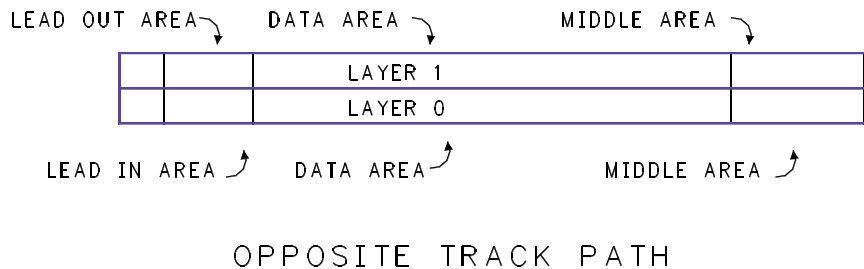 LEAD OUT AREA DATA AREA MIDDLE AREA
LAYER 1
LAYER 0
LEAD IN AREA DATA AREA MIDDLE AREA
OPPOSITE TRACK PATH